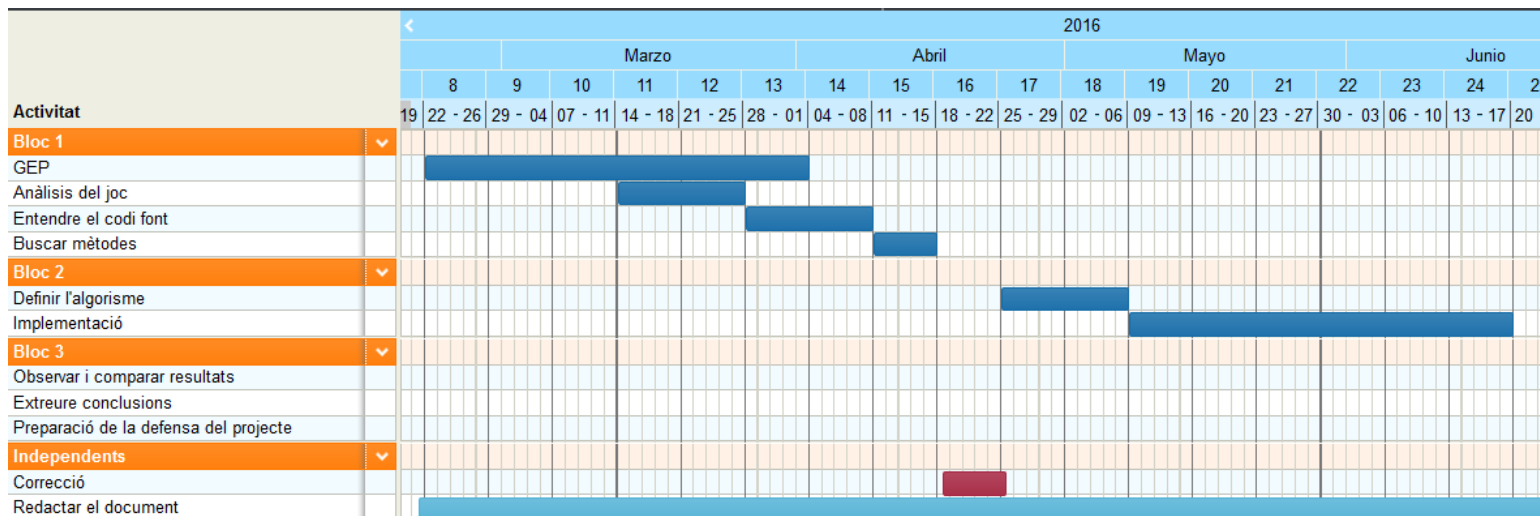 2016
Marzo Abril Mayo Junio
8 9 10 11 12 13 14 15 16 17 18 19 20 21 22 23 24 2
Activitat 19 22 - 26 29 - 04 07 - 11 14 - 18 21 - 25 28 - 01 04 - 08 11 - 15 18 - 22 25 - 29 02 - 06 09 - 13 16 - 20 23 - 27 30 - 03 06 - 10 13 - 17 20
Bloc 1
GEP
Anàlisis del joc
Entendre el codi font
Buscar mètodes
Bloc 2
Definir l'algorisme
Implementació
Bloc 3
Observar i comparar resultats
Extreure conclusions
Preparació de la defensa del projecte
Independents
Correcció
Redactar el document